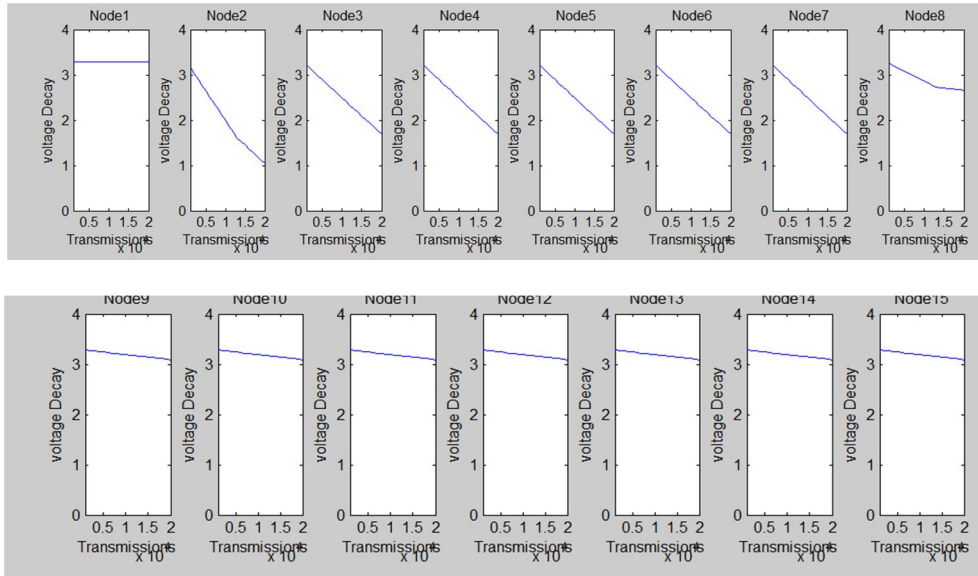 Node1 Node2 Node3 Node4 Node5 Node6 Node7 Node8
4 4 4 4 4 4 4 4
3 3 3 3 3 3 3 3
2 2 2 2 2 2 2 2
1 1 1 1 1 1 1 1
0 0 0 0 0 0 0 0
voltage Decay voltage Decay voltage Decay voltage Decay voltage Decay voltage Decay voltage Decay voltage Decay
0.5 1 1.5 2 0.5 1 1.5 2 0.5 1 1.5 2 0.5 1 1.5 2 0.5 1 1.5 2 0.5 1 1.5 2 0.5 1 1.5 2 0.5 1 1.5 2
Transmissions Transmissions Transmissions Transmissions Transmissions Transmissions Transmissions Transmissions
x 10 x 10 x 10 x 10 x 10 x 10 x 10 x 10
Node9 Node10 Node11 Node12 Node13 Node14 Node15
4 4 4 4 4 4 4
3 3 3 3 3 3 3
2 2 2 2 2 2 2
1 1 1 1 1 1 1
0 0 0 0 0 0 0
voltage Decay voltage Decay voltage Decay voltage Decay voltage Decay voltage Decay voltage Decay
0.5 1 1.5 2 0.5 1 1.5 2 0.5 1 1.5 2 0.5 1 1.5 2 0.5 1 1.5 2 0.5 1 1.5 2 0.5 1 1.5 2
Transmissions Transmissions Transmissions Transmissions Transmissions Transmissions Transmissions
x 10 x 10 x 10 x 10 x 10 x 10 x 10